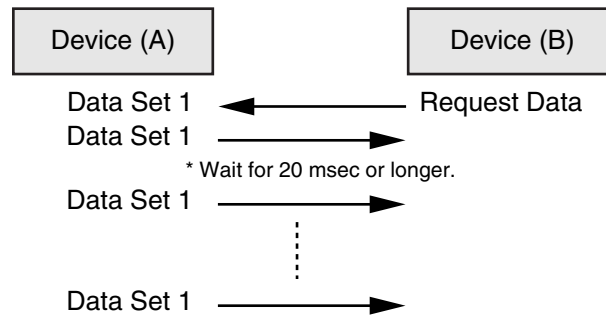 Device (A) Device (B)
Data Set 1 Request Data
Data Set 1
* Wait for 20 msec or longer.
Data Set 1
Data Set 1